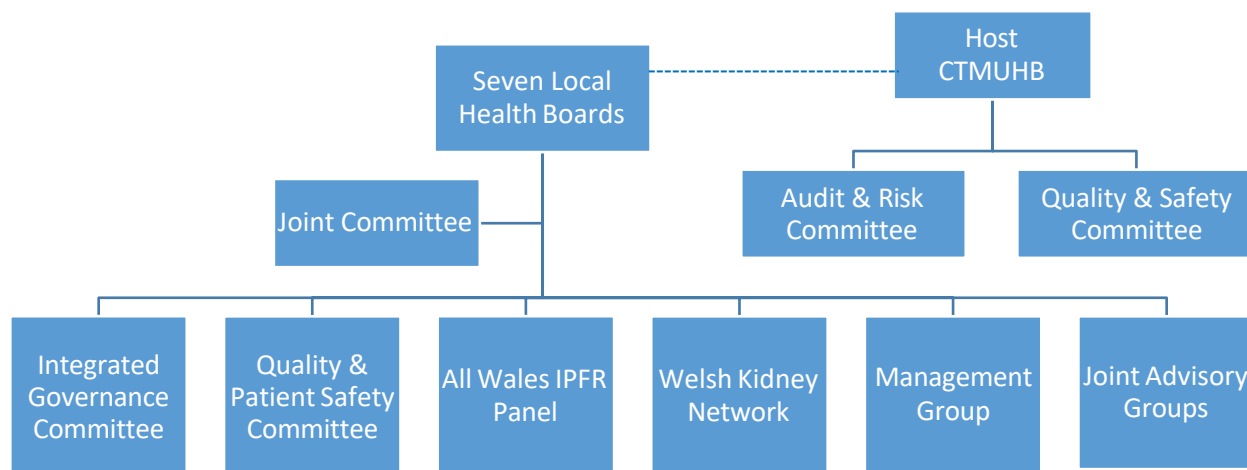 Host
CTMUHB
Seven Local
Health Boards
Joint Committee
Audit & Risk
Committee
Quality & Safety
Committee
Integrated
Governance
Committee
Quality &
Patient Safety
Committee
All Wales IPFR
Panel
Welsh Kidney
Network
Management
Group
Joint Advisory
Groups